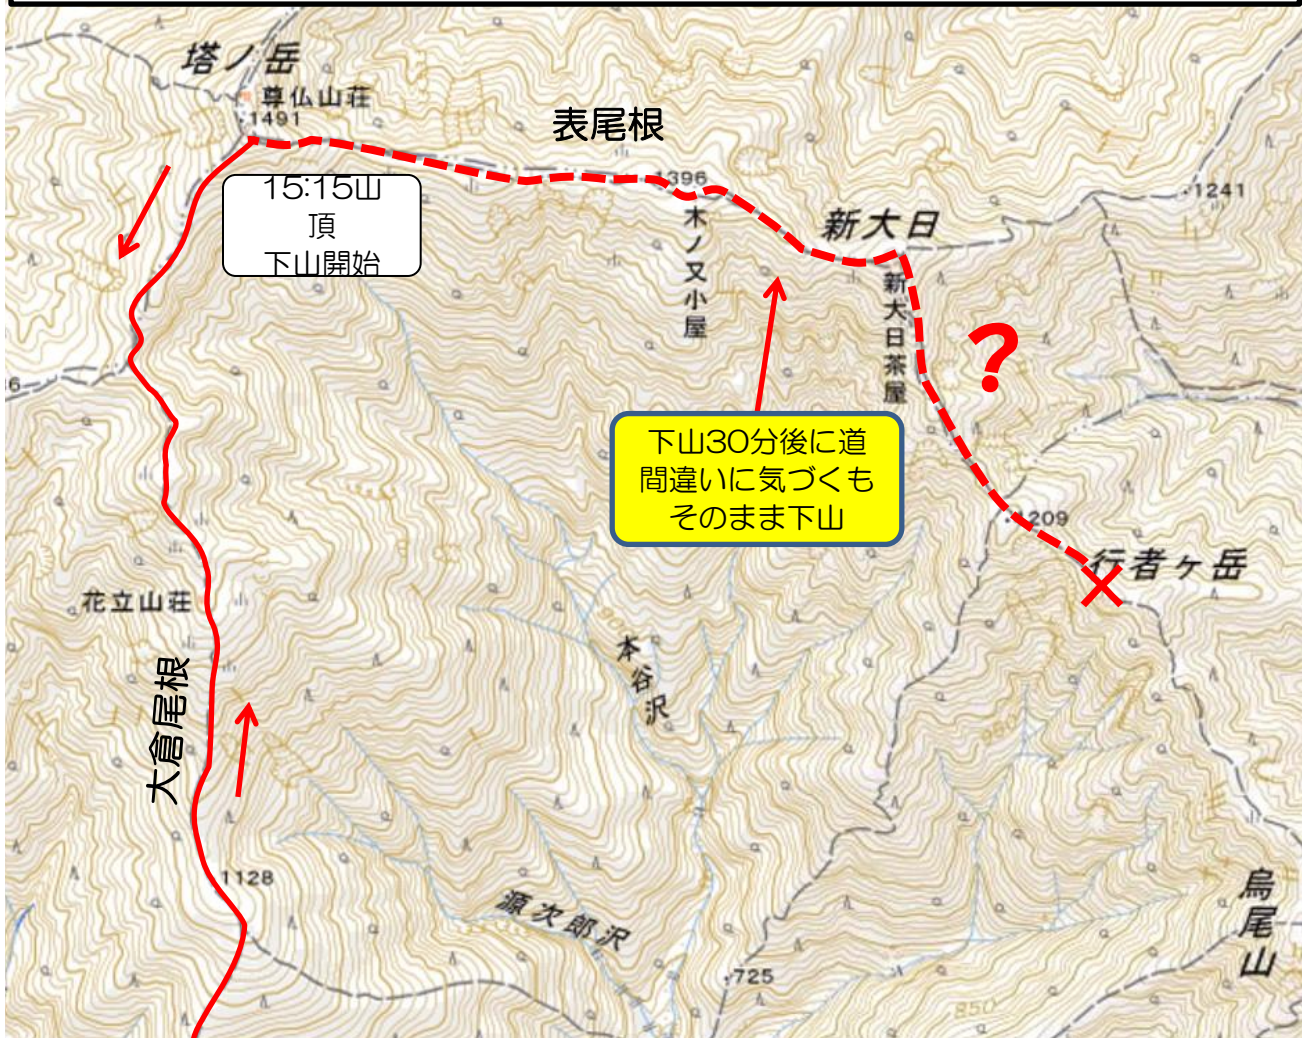 塔ノ岳
尊仏山荘
1491
表尾根
15:15山
頂
下山開始
1396
木ノ又小屋
新大日
1241
新大日茶屋
?
下山30分後に道
間違いに気づくも
そのまま下山
1209
行者ヶ岳
花立山荘
本谷沢
大倉尾根
1128
源次郎沢
烏尾山
725
850